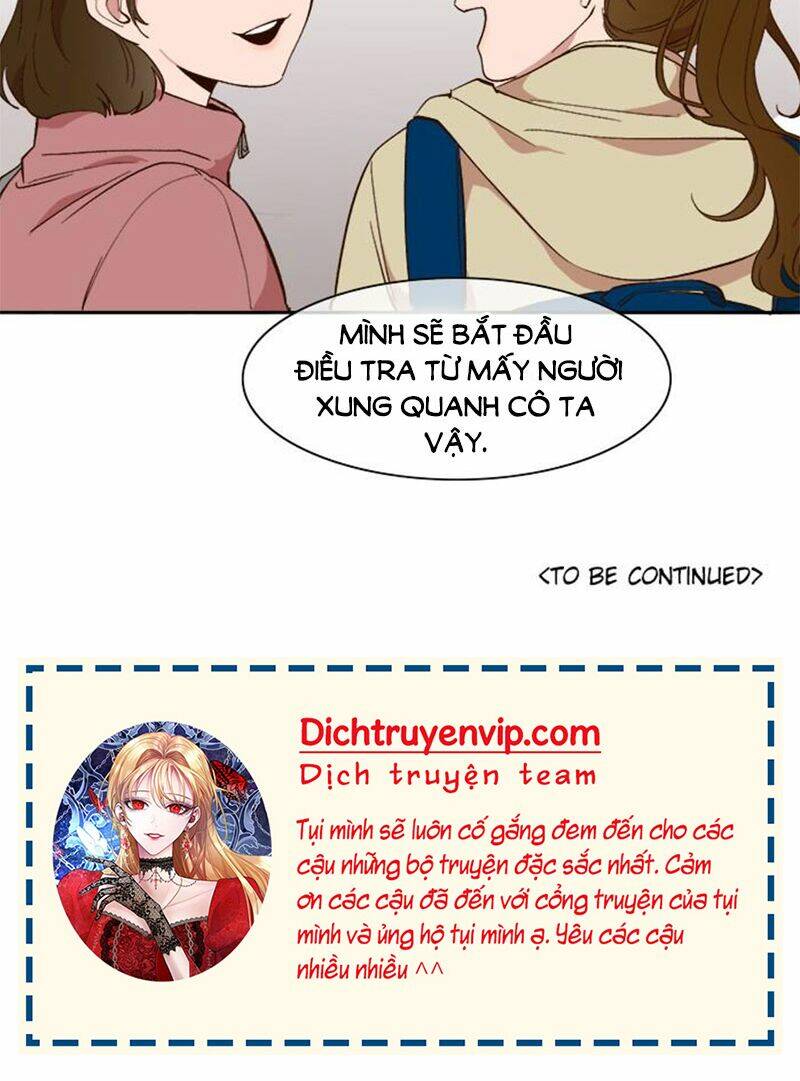 MÌNH SẼ BẮT ĐẦU
ĐIỀU TRA TỪ MẤY NGƯỜI
XUNG QUANH CÔ TA
VẬY.
<TO BE CONTINUED>
Dichtruyenvip.com
Dịch truyện team
Tụi mình sẽ luôn cố gắng đem đến cho các
cậu những bộ truyện đặc sắc nhất. Cảm
ơn các cậu đã đến với cổng truyện của tụi
mình và ủng hộ tụi mình ạ. Yêu các cậu
nhiều nhiều ^^